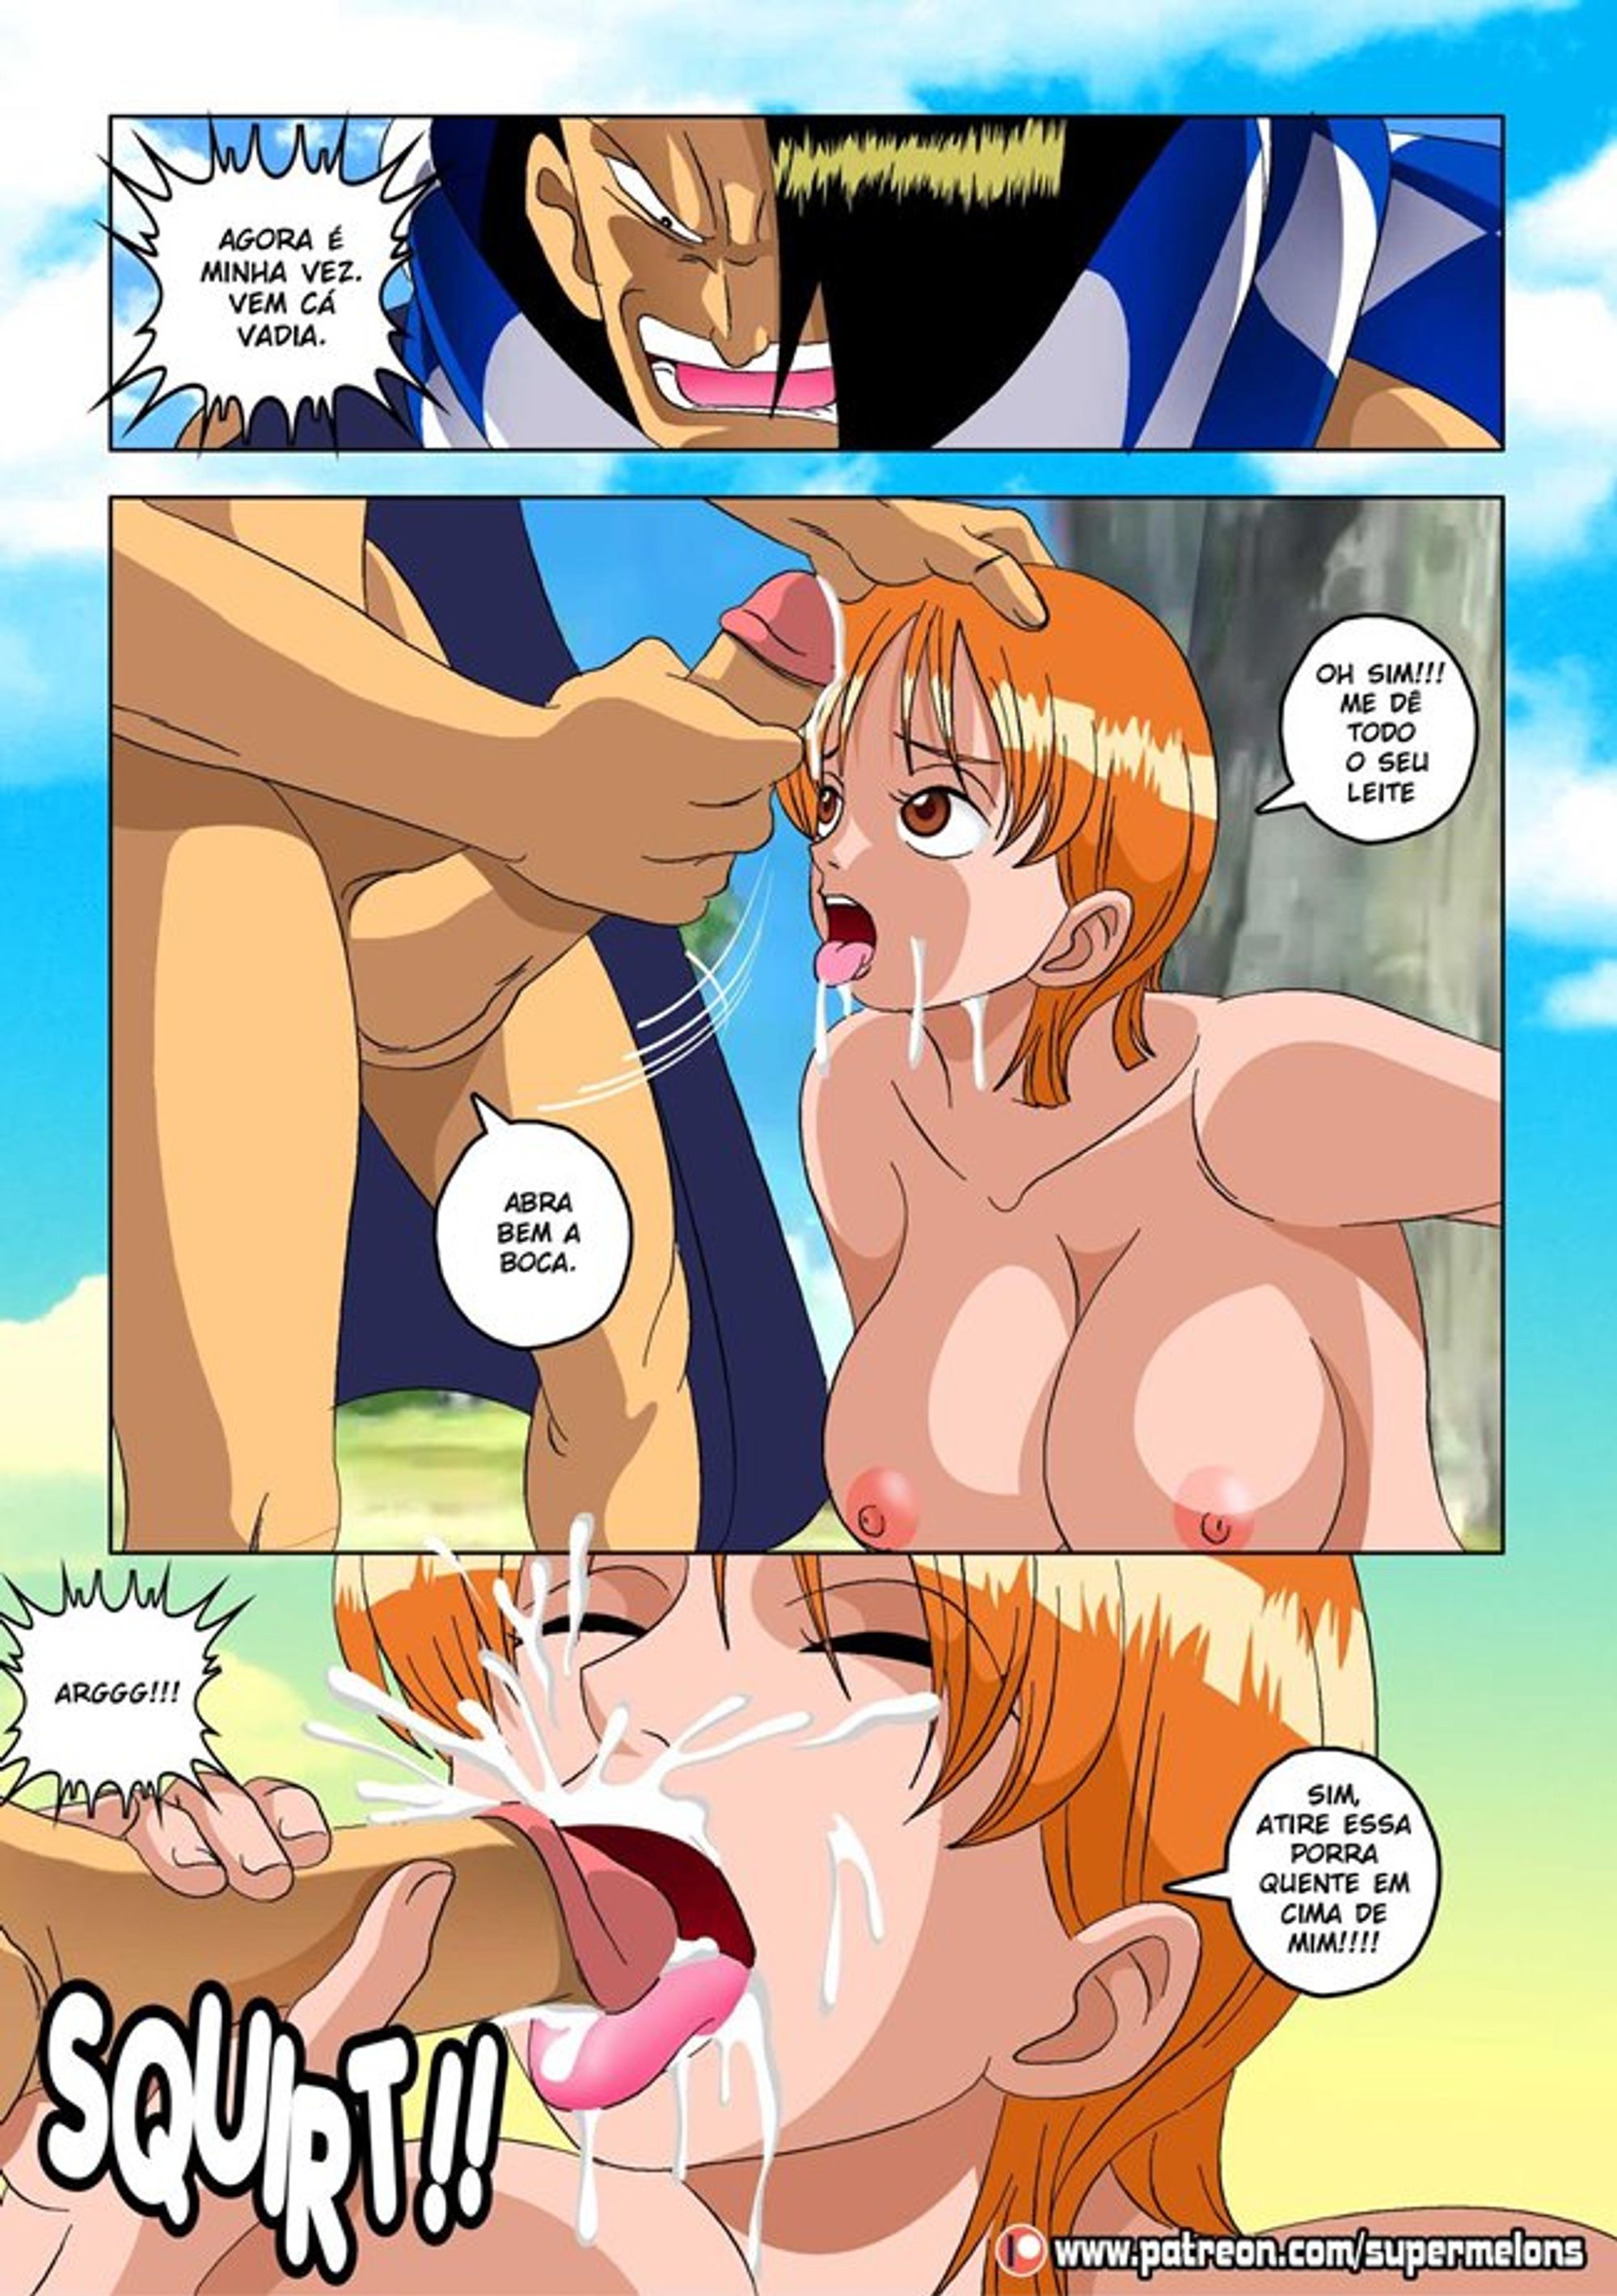 AGORA É
MINHA VEZ.
VEM CÁ
VADIA.
OH SIM!!!
ME DÊ
TODO
O SEU
LEITE
ABRA
BEM A
BOCA.
ARGGG!!!
SIM,
ATIRE ESSA
PORRA
QUENTE EM
CIMA DE
MIM!!!!
SQUIRT!!
www.patreon.com/supermelons